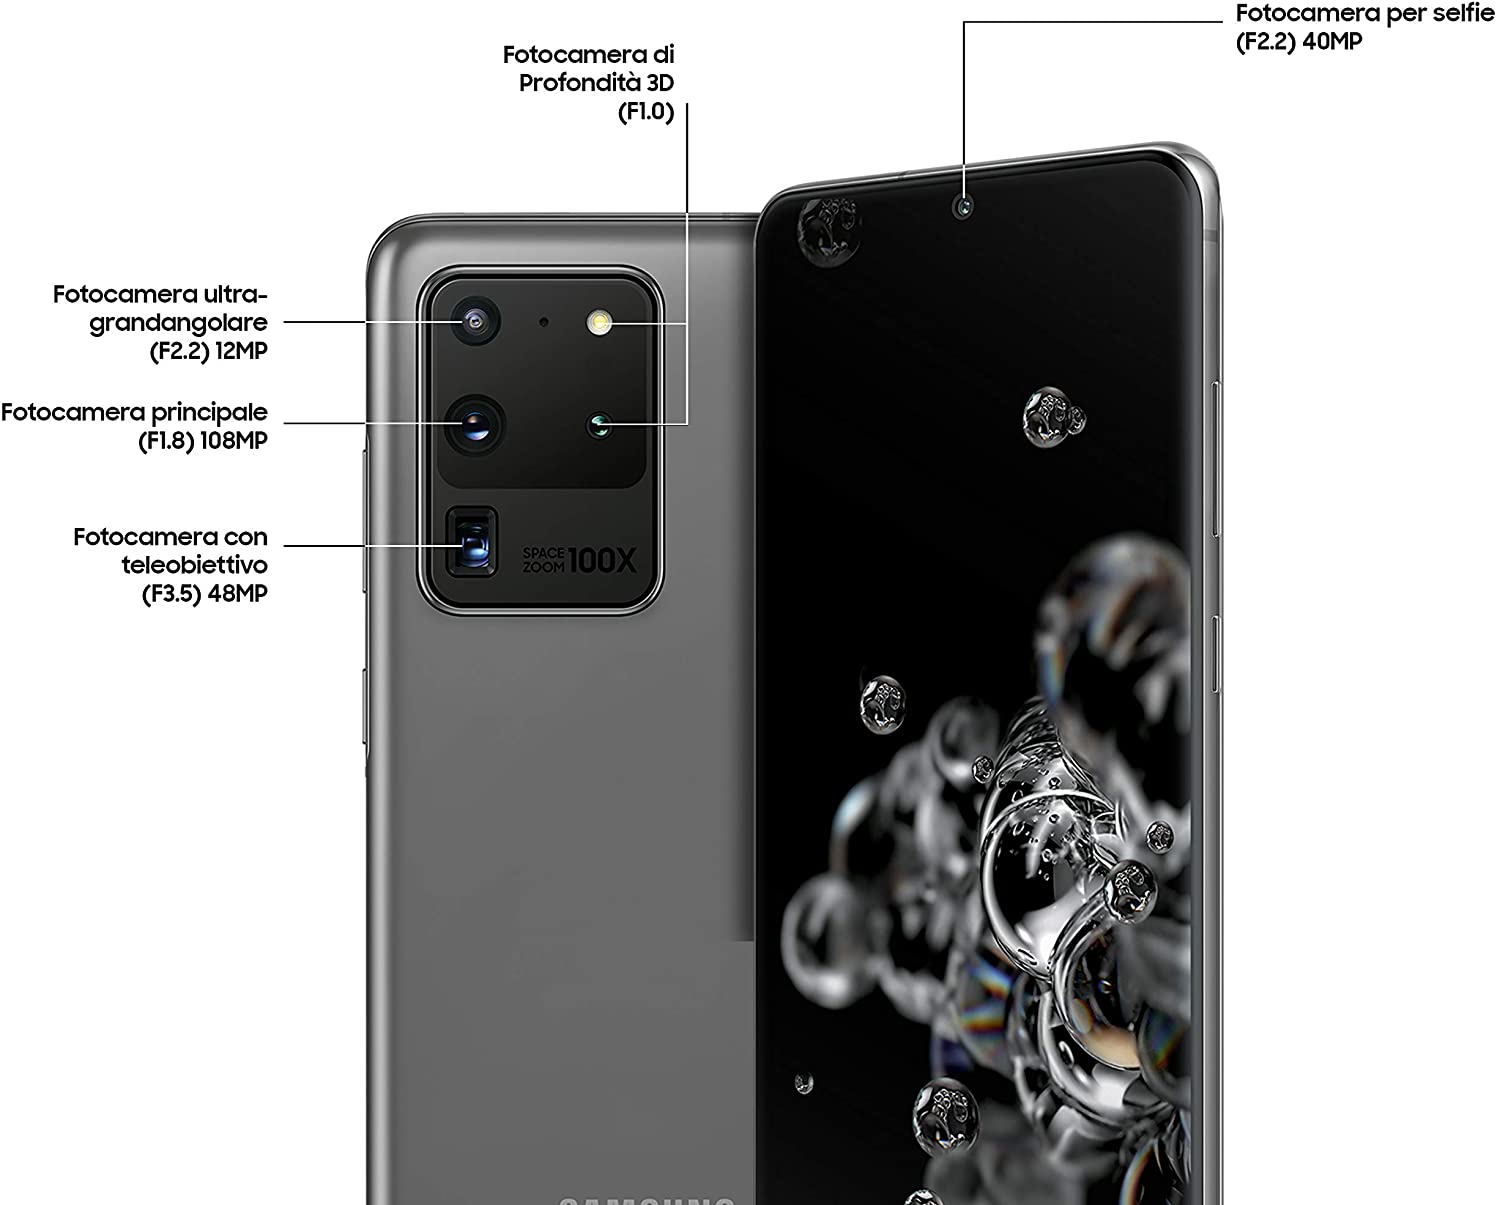 Fotocamera per selfie
(F2.2) 40MP
Fotocamera di
Profondità 3D
(F1.0)
Fotocamera ultra-
grandangolare
(F2.2) 12MP
Fotocamera principale
(F1.8) 108MP
Fotocamera con
teleobiettivo
(F3.5) 48MP
SPACE
ZOOM 100X
SAMSUNG